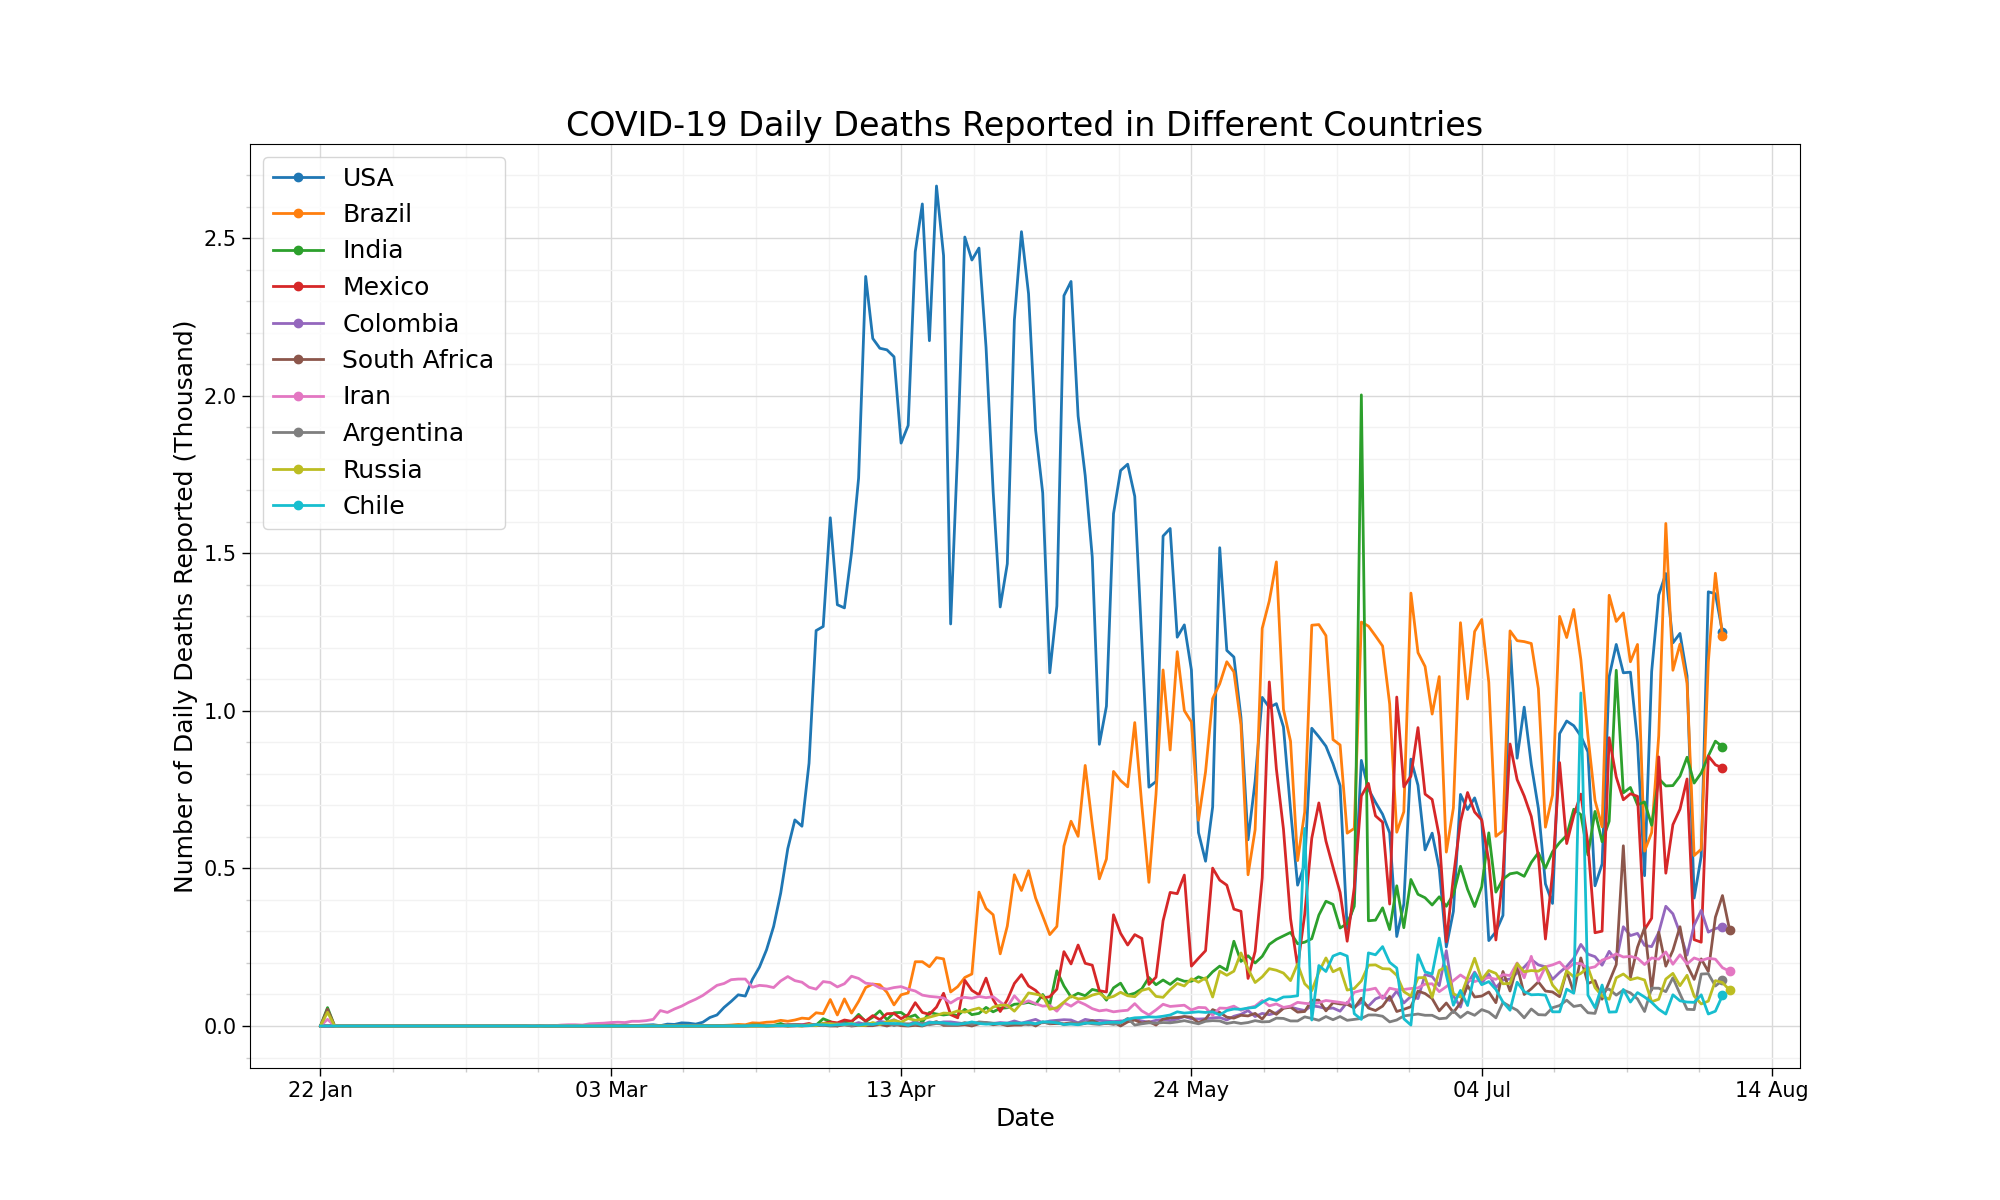 COVID-19 Daily Deaths Reported in Different Countries
USA
Brazil
India
Mexico
Colombia
South Africa
Iran
Argentina
Russia
Chile
Number of Daily Deaths Reported (Thousand)
2.5
2.0
1.5
1.0
0.5
0.0
22 Jan
03 Mar
13 Apr
24 May
04 Jul
14 Aug
Date